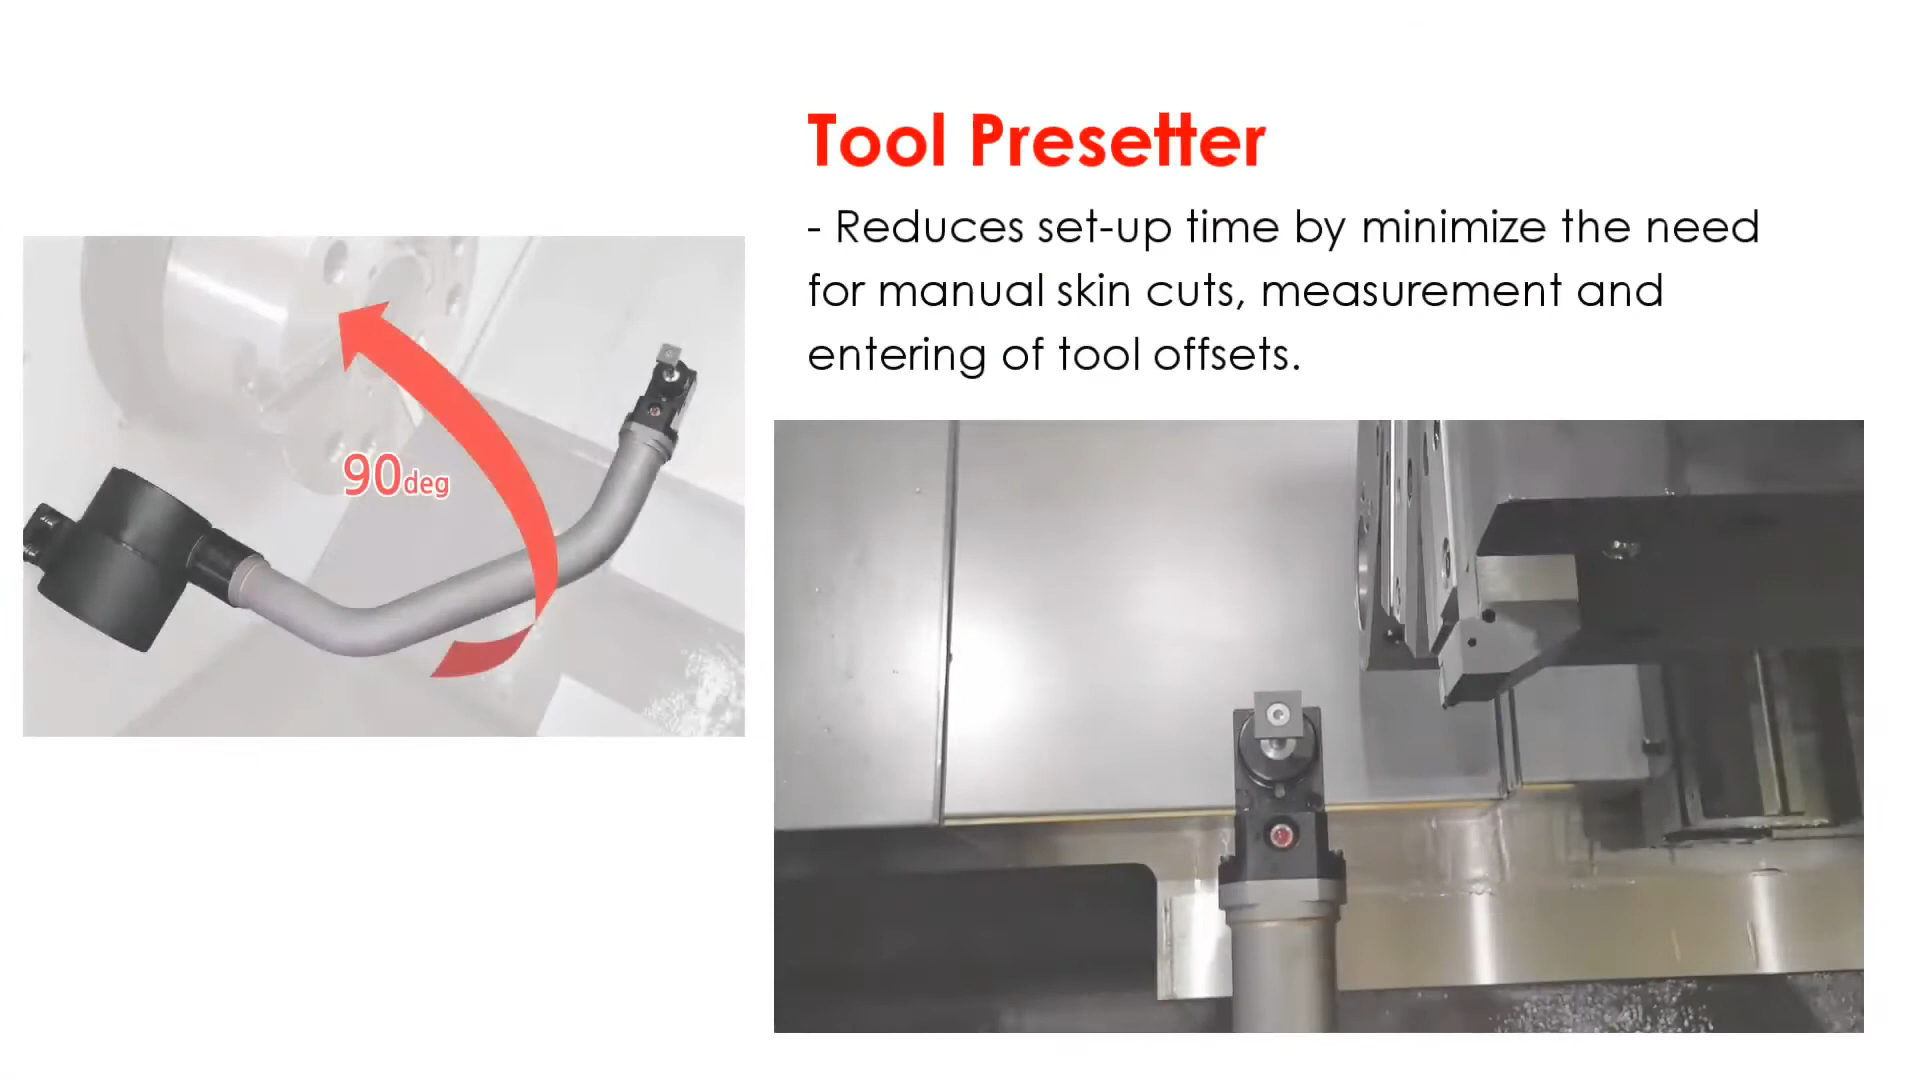 Tool Presetter
- Reduces set-up time by minimize the need
for manual skin cuts, measurement and
entering of tool offsets.
90deg